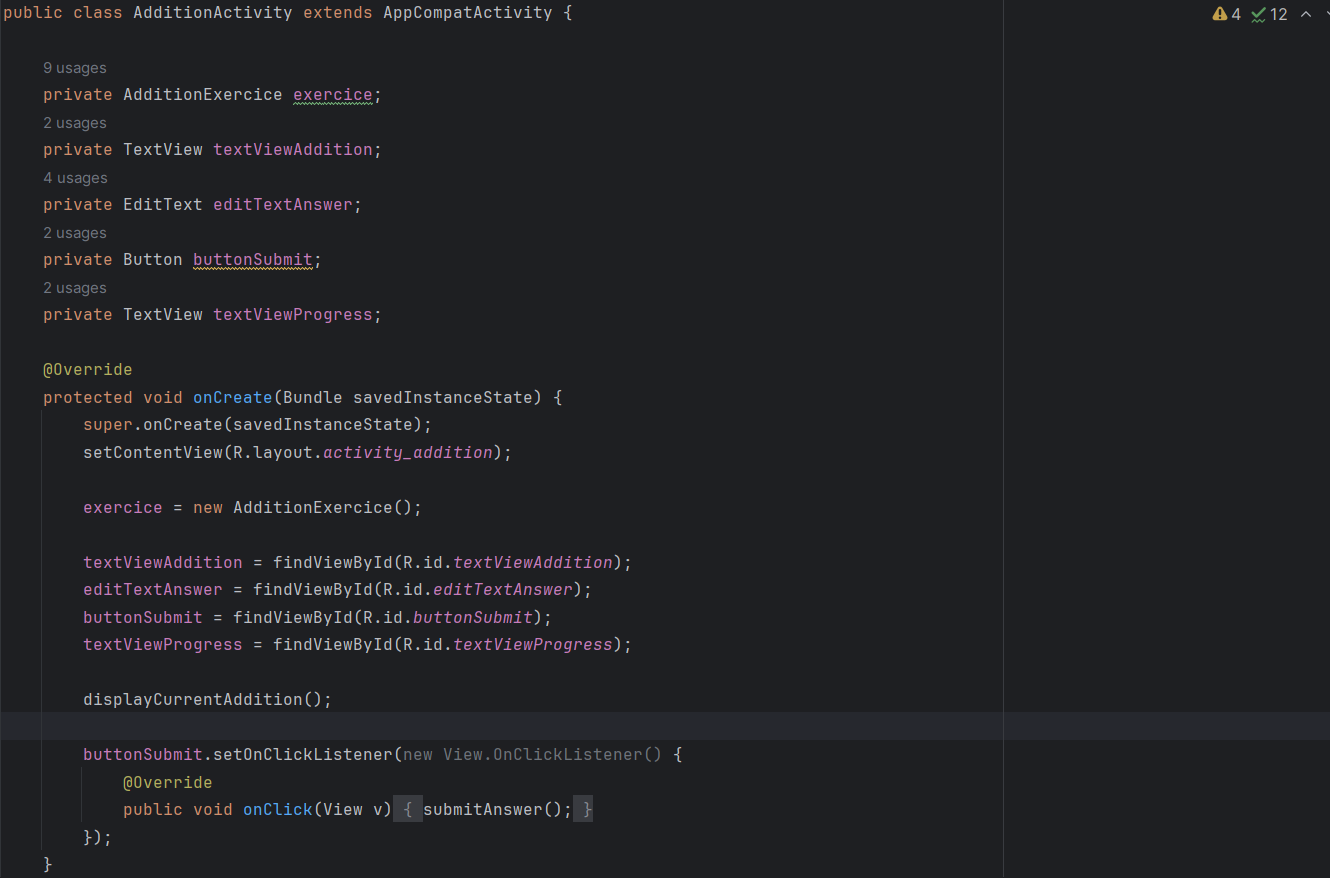 public class AdditionActivity extends AppCompatActivity {
4 12
9 usages
private AdditionExercice exercice;
2 usages
private TextView textViewAddition;
4 usages
private EditText editTextAnswer;
2 usages
private Button buttonSubmit;
2 usages
private TextView textViewProgress;
@Override
protected void onCreate(Bundle savedInstanceState) {
super.onCreate(savedInstanceState);
setContentView(R.layout.activity_addition);
exercice = new AdditionExercice();
textViewAddition = findViewById(R.id.textViewAddition);
editTextAnswer = findViewById(R.id.editTextAnswer);
buttonSubmit = findViewById(R.id.buttonSubmit);
textViewProgress = findViewById(R.id.textViewProgress);
displayCurrentAddition();
buttonSubmit.setOnClickListener(new View.OnClickListener() {
@Override
public void onClick(View v) { submitAnswer(); }
});
}